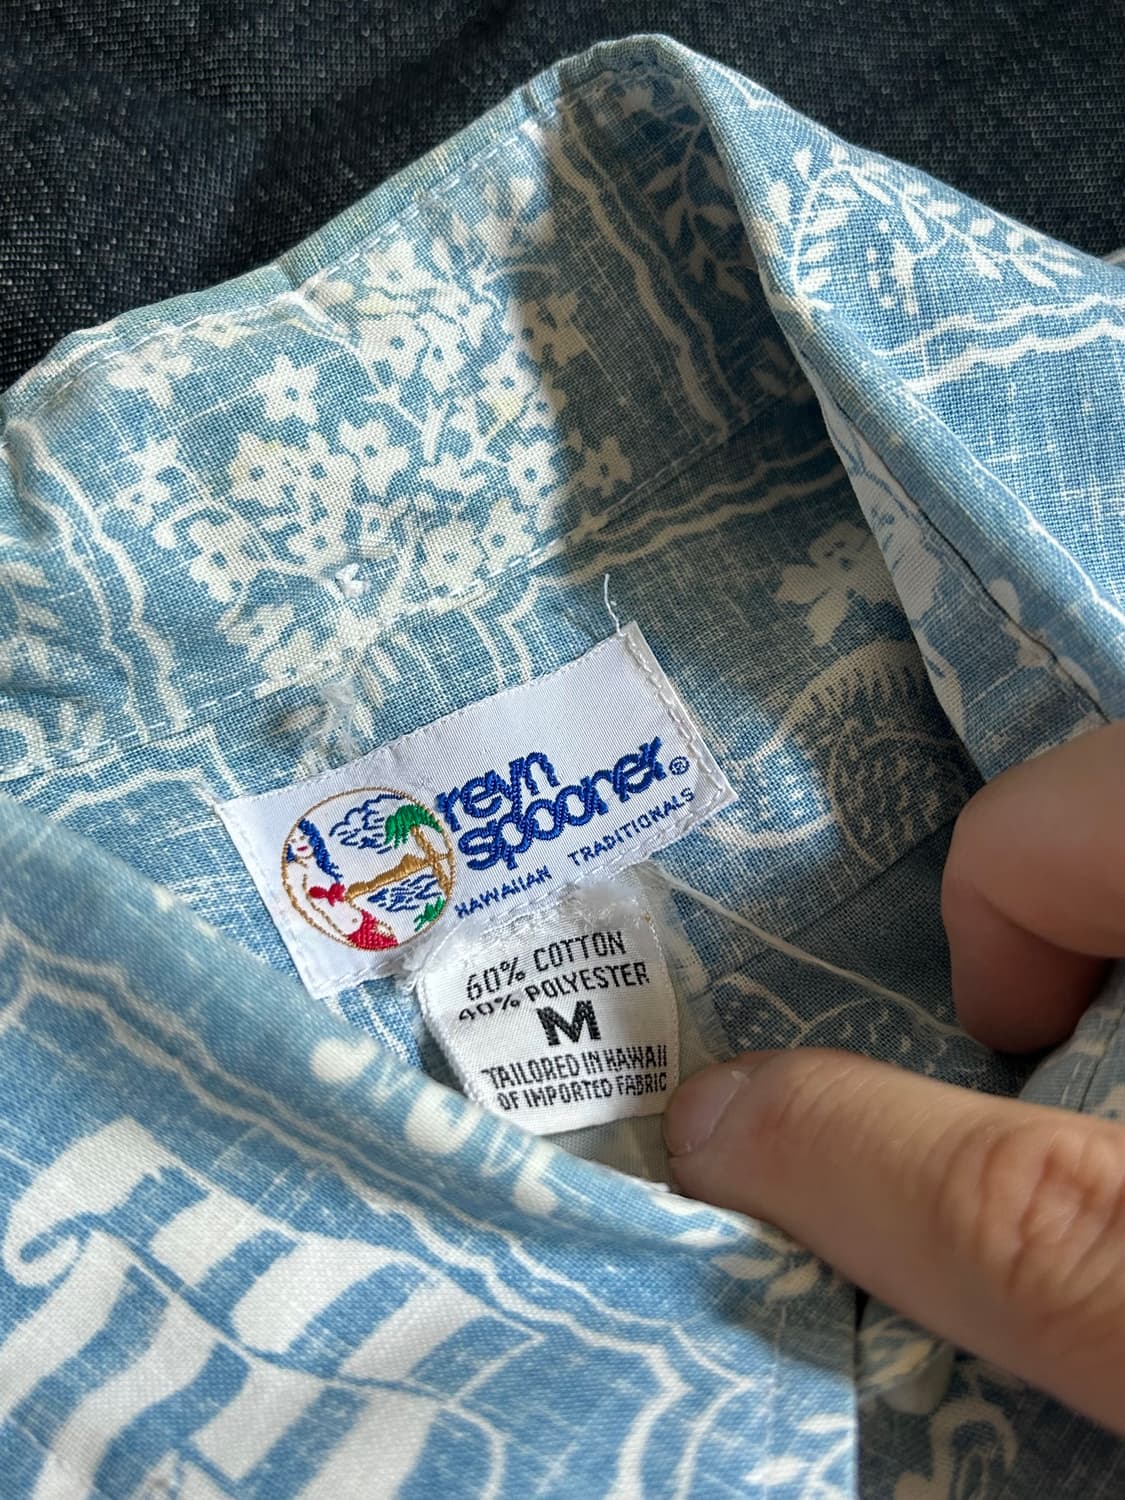 reyn
spooner®
HAWAIIAN TRADITIONALS
60% COTTON
40% POLYESTER
M
TAILORED IN HAWAII
OF IMPORTED FABRIC